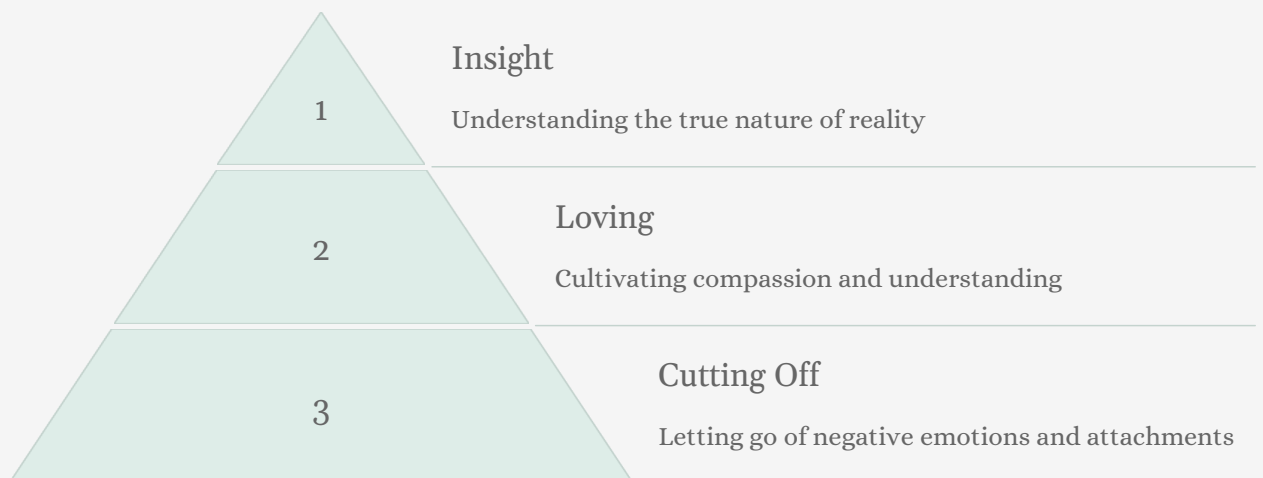 1
Insight
Understanding the true nature of reality
2
Loving
Cultivating compassion and understanding
3
Cutting Off
Letting go of negative emotions and attachments